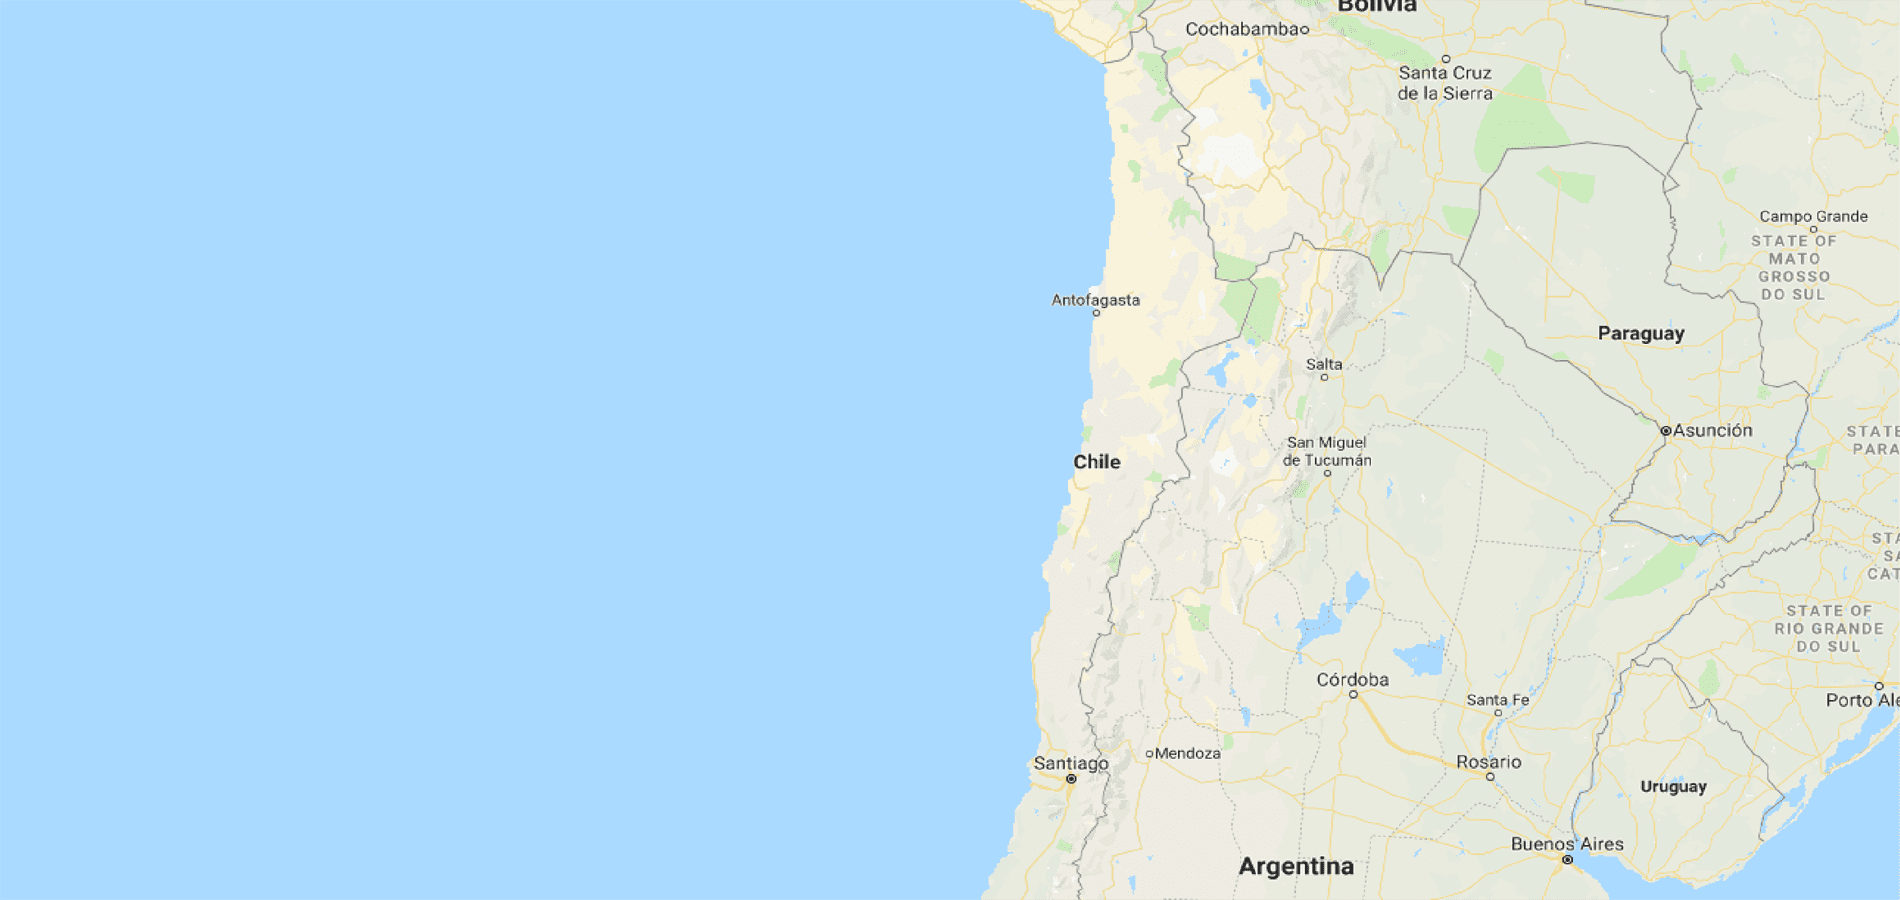 Bolivia
Cochabamba
Santa Cruz
de la Sierra
Campo Grande
STATE OF
MATO
GROSSO
DO SUL
Antofagasta
Paraguay
Salta
Asunción
STATE
PARA
San Miguel
de Tucumán
Chile
STA
SA
CAT
STATE OF
RIO GRANDE
DO SUL
Córdoba
Santa Fe
Porto Ale
Mendoza
Santiago
Rosario
Uruguay
Buenos Aires
Argentina